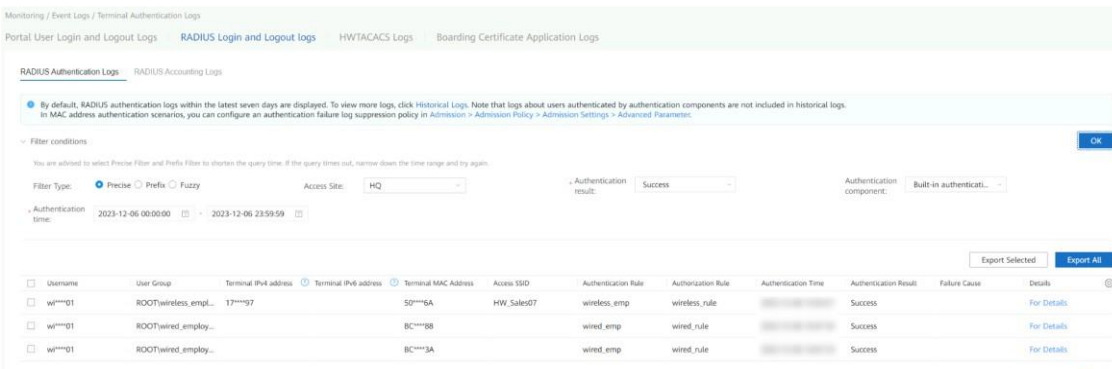 Monitoring / Event Logs / Terminal Authentication Logs
Portal User Login and Logout Logs RADIUS Login and Logout logs HWTACACS Logs Boarding Certificate Application Logs
RADIUS Authentication Logs RADIUS Accounting Logs
By default, RADIUS authentication logs within the latest seven days are displayed. To view more logs, click Historical Logs. Note that logs about users authenticated by authentication components are not included in historical logs.
In MAC address authentication scenarios, you can configure an authentication failure log suppression policy in Admission > Admission Policy > Admission Settings > Advanced Parameter.
Filter conditions OK
You are advised to select Precise Filter and Prefix Filter to shorten the query time. If the query times out, narrow down the time range and try again.
Filter Type: Precise Prefix Fuzzy Access Site: HQ * Authentication result: Success Authentication component: Built-in authenticati...
* Authentication time: 2023-12-06 00:00:00 - 2023-12-06 23:59:59
Export Selected Export All
Username User Group Terminal IPv4 address Terminal IPv6 address Terminal MAC Address Access SSID Authentication Rule Authorization Rule Authentication Time Authentication Result Failure Cause Details
wi****01 ROOT\wireless_empl... 17****97 50****6A HW_Sales07 wireless_emp wireless_rule Success For Details
wi****01 ROOT\wired_employ... BC****88 wired_emp wired_rule Success For Details
wi****01 ROOT\wired_employ... BC****3A wired_emp wired_rule Success For Details